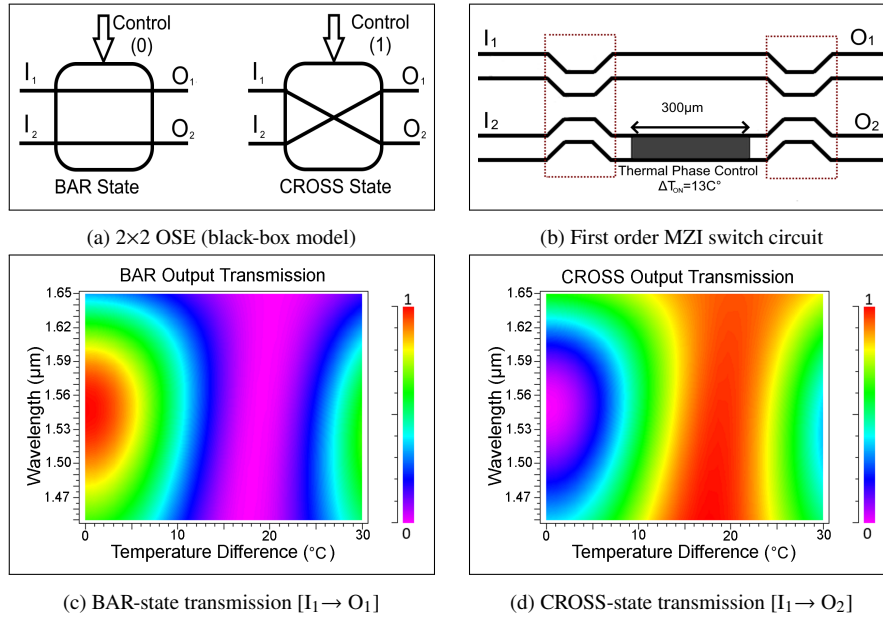 Control
(0)
I1
O1
I2
O2
BAR State
Control
(1)
I1
O1
I2
O2
CROSS State
(a) 2×2 OSE (black-box model)
I1
O1
I2
O2
300μm
Thermal Phase Control
ΔTON=13C°
(b) First order MZI switch circuit
BAR Output Transmission
1.65
1.62
1.59
1.56
1.53
1.50
1.47
Wavelength (μm)
0
10
20
30
Temperature Difference (°C)
1
0
(c) BAR-state transmission [I1→ O1]
CROSS Output Transmission
1.65
1.62
1.59
1.56
1.53
1.50
1.47
Wavelength (μm)
0
10
20
30
Temperature Difference (°C)
1
0
(d) CROSS-state transmission [I1→ O2]